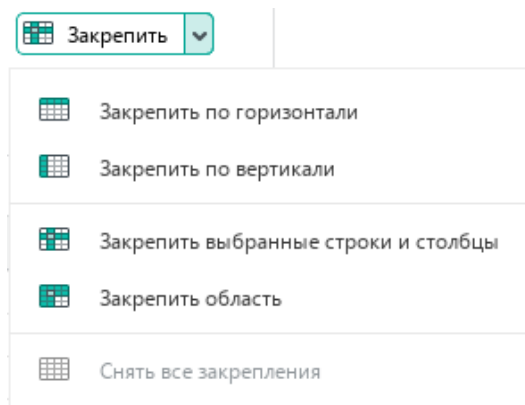 Закрепить
Закрепить по горизонтали
Закрепить по вертикали
Закрепить выбранные строки и столбцы
Закрепить область
Снять все закрепления